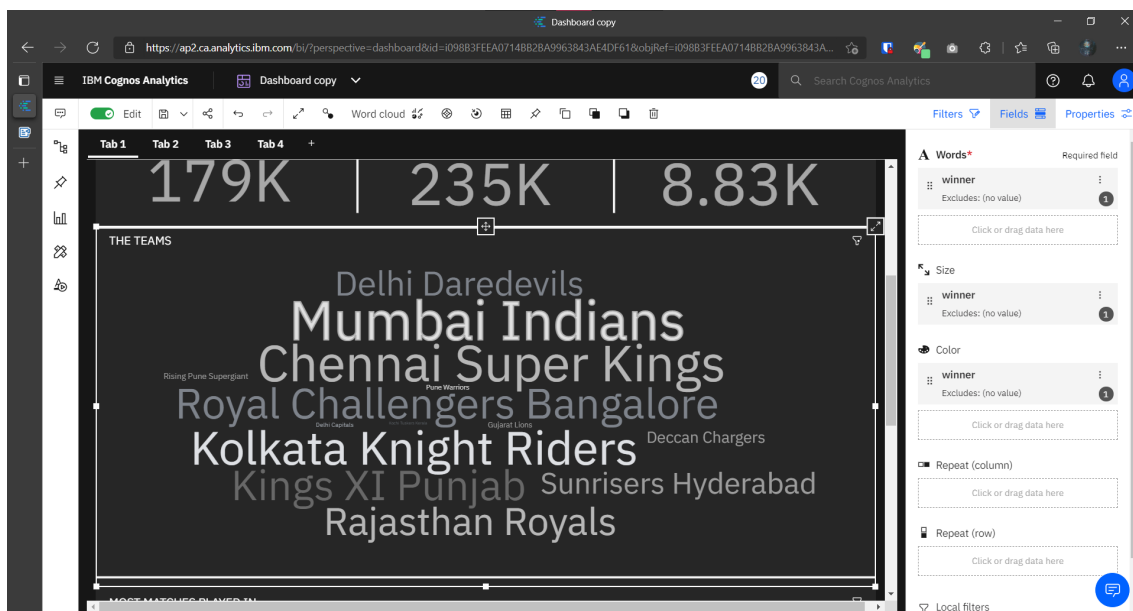 Dashboard copy
https://ap2.ca.analytics.ibm.com/bi/?perspective=dashboard&id=i098B3FEEA0714BB2BA9963843AE4DF61&objRef=i098B3FEEA0714BB2BA9963843A...
IBM Cognos Analytics
Dashboard copy
20
Search Cognos Analytics
Edit
Word cloud
Filters
Fields
Properties
Tab 1 Tab 2 Tab 3 Tab 4 +
179K 235K 8.83K
THE TEAMS
Delhi Daredevils
Mumbai Indians
Chennai Super Kings
Rising Pune Supergiant
Pune Warriors
Royal Challengers Bangalore
Delhi Capitals
Gujarat Lions
Kolkata Knight Riders
Deccan Chargers
Kings XI Punjab
Sunrisers Hyderabad
Rajasthan Royals
MOST MATCHES PLAYED IN
A Words*
Required field
winner
Excludes: (no value)
1
Click or drag data here
Size
winner
Excludes: (no value)
1
Color
winner
Excludes: (no value)
1
Click or drag data here
Repeat (column)
Click or drag data here
Repeat (row)
Click or drag data here
Local filters